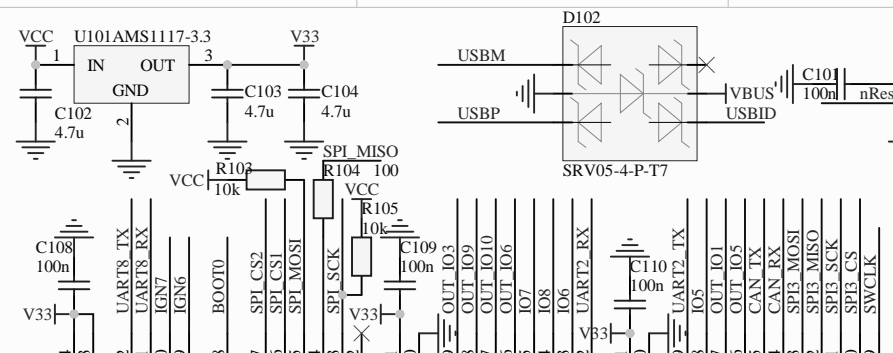 D102
U101AMS1117-3.3
VCC
1
IN
OUT
3
V33
GND
2
C102
4.7u
C103
4.7u
C104
4.7u
USBM
USBP
VBUS
USBID
SRV05-4-P-T7
C101
100n
nRes
SPI_MISO
R103
10k
VCC
R104
100
VCC
R105
10k
C108
100n
V33
UART8_TX
UART8_RX
IGN7
IGN6
BOOT0
SPI_CS2
SPI_CS1
SPI_MOSI
SPI_SCK
C109
100n
V33
OUT_IO3
OUT_IO9
OUT_IO10
OUT_IO6
IO7
IO8
IO6
UART2_RX
C110
100n
V33
UART2_TX
IO5
OUT_IO1
OUT_IO5
CAN_TX
CAN_RX
SPI3_MOSI
SPI3_MISO
SPI3_SCK
SPI3_CS
SWCLK